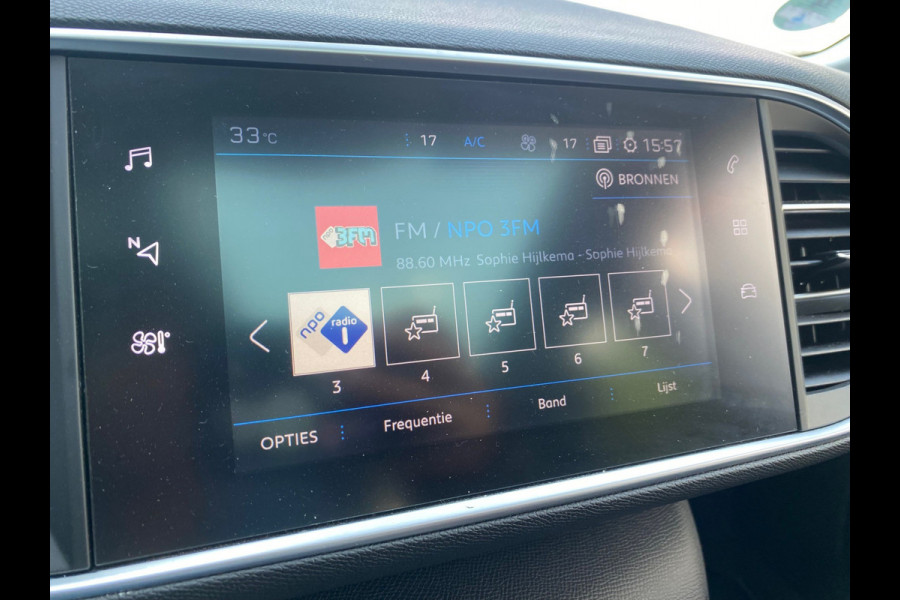 33°C 17 A/C 17 15:57
BRONNEN
3FM
FM / NPO 3FM
88.60 MHz Sophie Hijlkema - Sophie Hijlkema
N
npo radio 1
3 4 5 6 7
OPTIES Frequentie Band Lijst